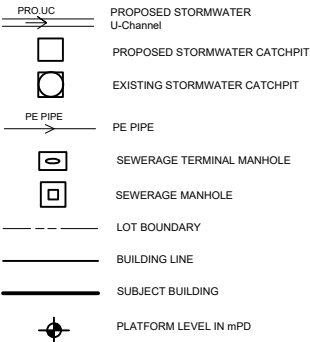 PRO.UC
PROPOSED STORMWATER
U-Channel
PROPOSED STORMWATER CATCHPIT
EXISTING STORMWATER CATCHPIT
PE PIPE
PE PIPE
SEWERAGE TERMINAL MANHOLE
SEWERAGE MANHOLE
LOT BOUNDARY
BUILDING LINE
SUBJECT BUILDING
PLATFORM LEVEL IN mPD